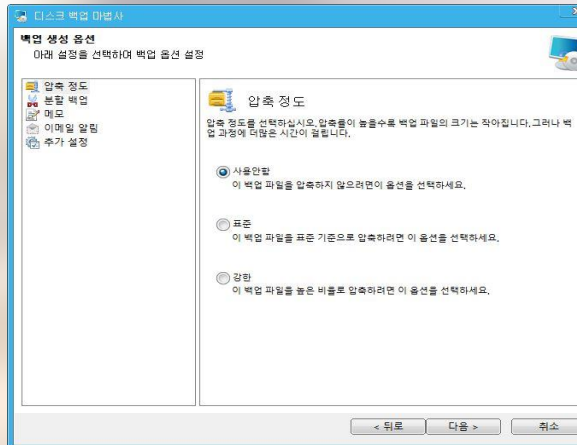 디스크 백업 마법사
백업 생성 옵션
아래 설정을 선택하여 백업 옵션 설정
압축 정도
분할 백업
메모
이메일 알림
추가 설정
압축 정도
압축 정도를 선택하십시오.압축률이 높을수록 백업 파일의 크기는 작아집니다.그러나 백
업 과정에 더많은 시간이 걸립니다.
사용안함
이 백업 파일을 압축하지 않으려면이 옵션을 선택하세요.
표준
이 백업 파일을 표준 기준으로 압축하려면 이 옵션을 선택하세요.
강한
이 백업 파일을 높은 비율로 압축하려면 이 옵션을 선택하세요.
< 뒤로
다음 >
취소